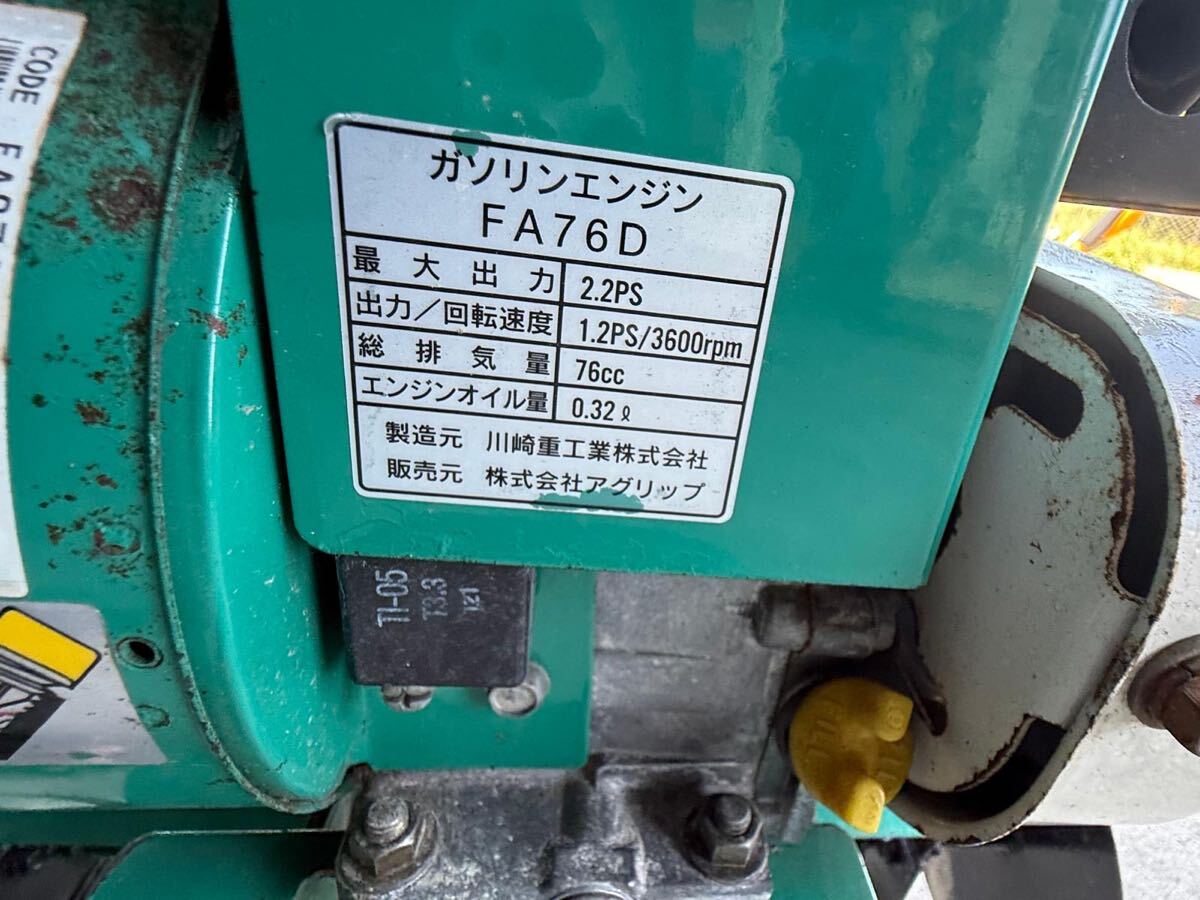 CODE
ガソリンエンジン
FA76D
最大出力 2.2PS
出力/回転速度 1.2PS/3600rpm
総排気量 76cc
エンジンオイル量 0.32ℓ
製造元 川崎重工業株式会社
販売元 株式会社アグリップ
TI-05
T3.3
121